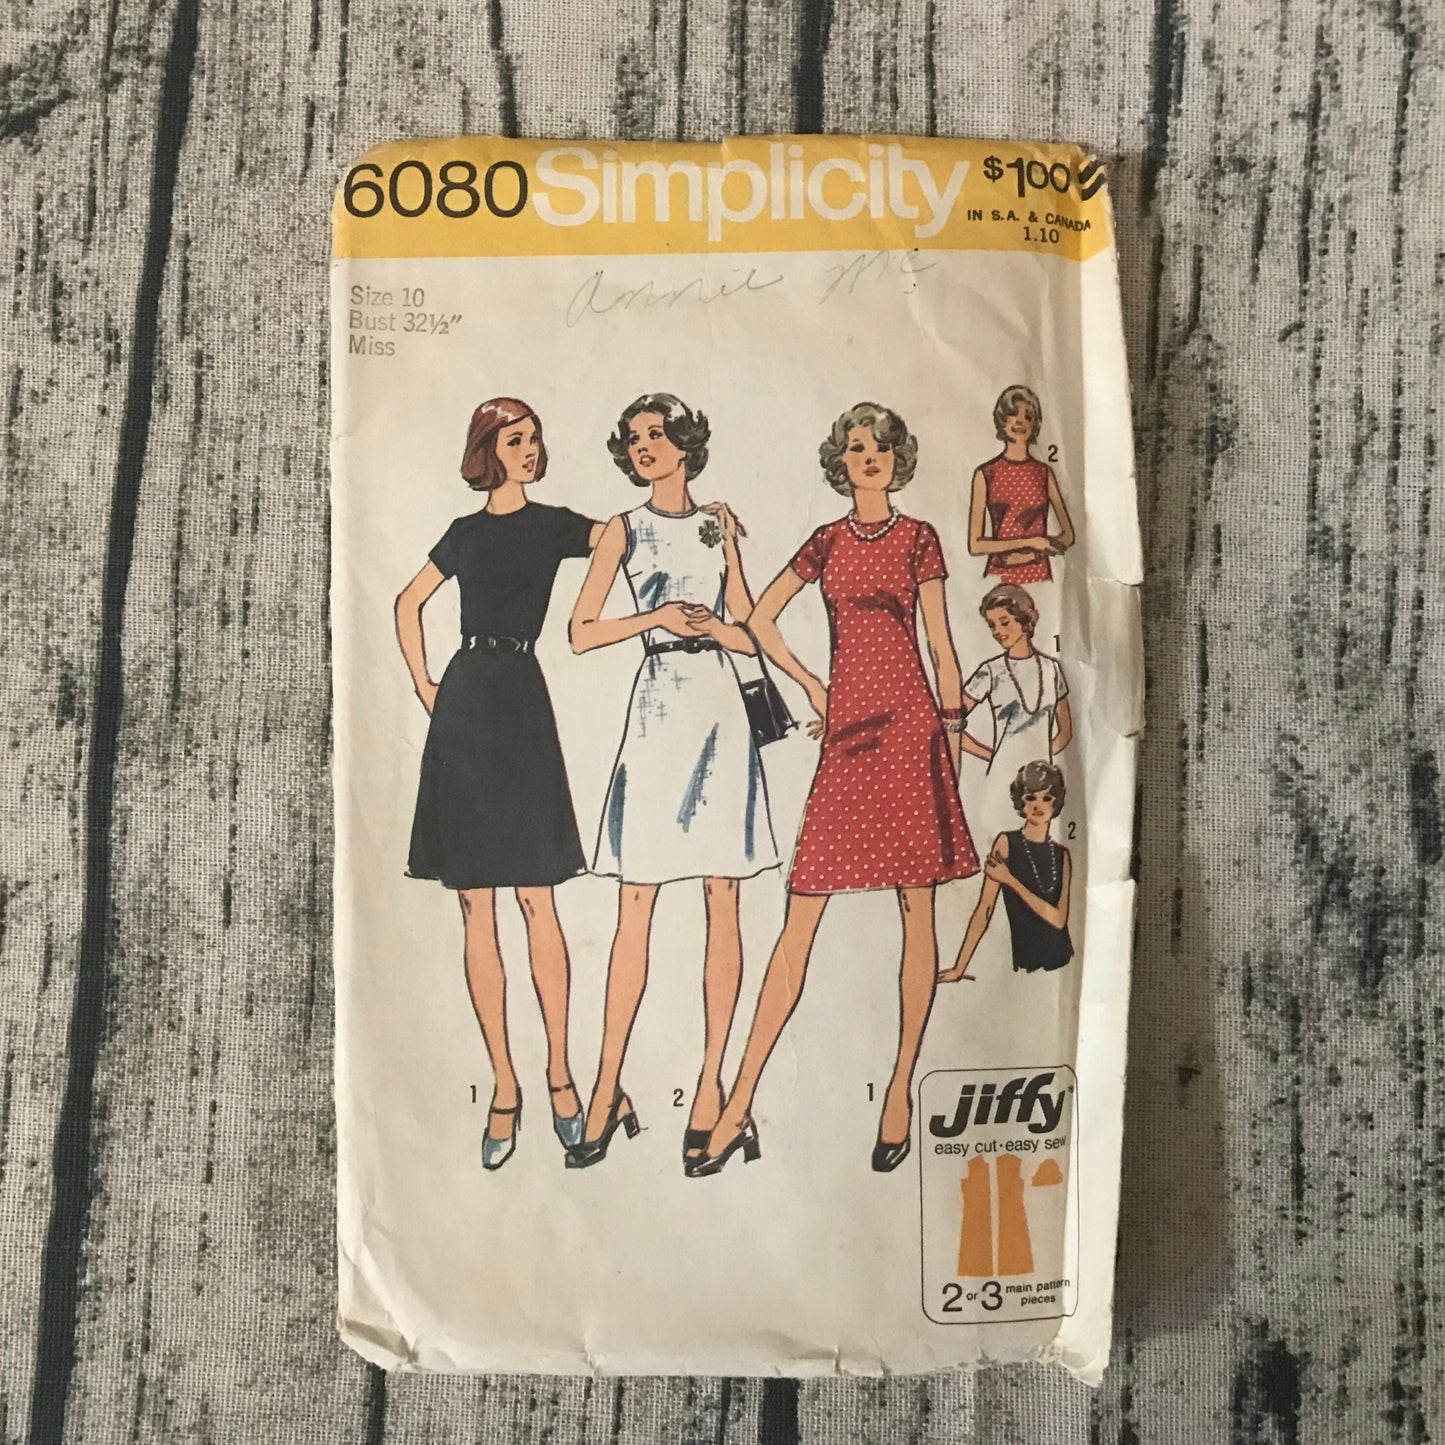 6080 Simplicity $1.00
IN S.A. & CANADA
1.10
Annie Mc
Size 10
Bust 32½"
Miss
2
1
2
1
2
1
jiffy
easy cut·easy sew
2 or 3 main pattern
pieces